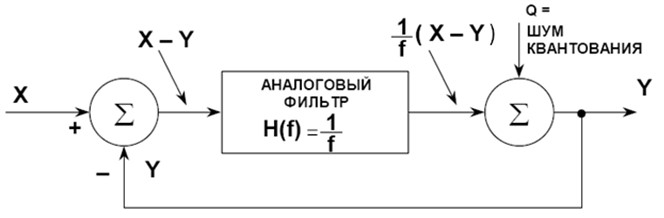 Q =
ШУМ
КВАНТОВАНИЯ
X – Y
1/f (X – Y)
X
+
Σ
АНАЛОГОВЫЙ
ФИЛЬТР
H(f) = 1/f
Σ
Y
–
Y